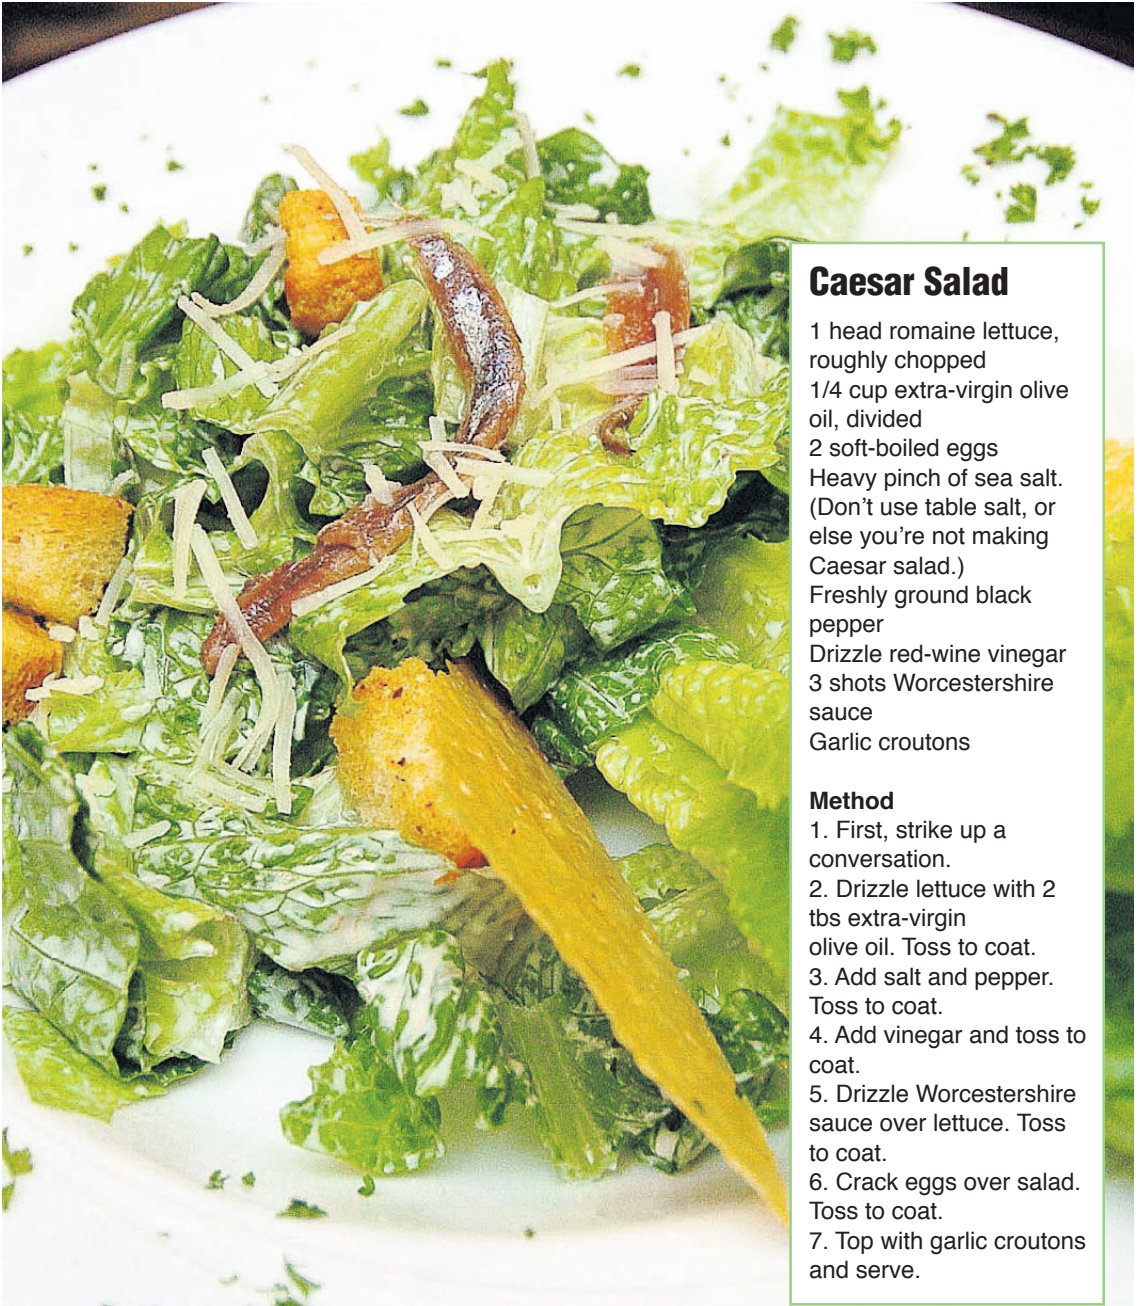 Caesar Salad
1 head romaine lettuce,
roughly chopped
1/4 cup extra-virgin olive
oil, divided
2 soft-boiled eggs
Heavy pinch of sea salt.
(Don’t use table salt, or
else you’re not making
Caesar salad.)
Freshly ground black
pepper
Drizzle red-wine vinegar
3 shots Worcestershire
sauce
Garlic croutons
Method
1. First, strike up a
conversation.
2. Drizzle lettuce with 2
tbs extra-virgin
olive oil. Toss to coat.
3. Add salt and pepper.
Toss to coat.
4. Add vinegar and toss to
coat.
5. Drizzle Worcestershire
sauce over lettuce. Toss
to coat.
6. Crack eggs over salad.
Toss to coat.
7. Top with garlic croutons
and serve.